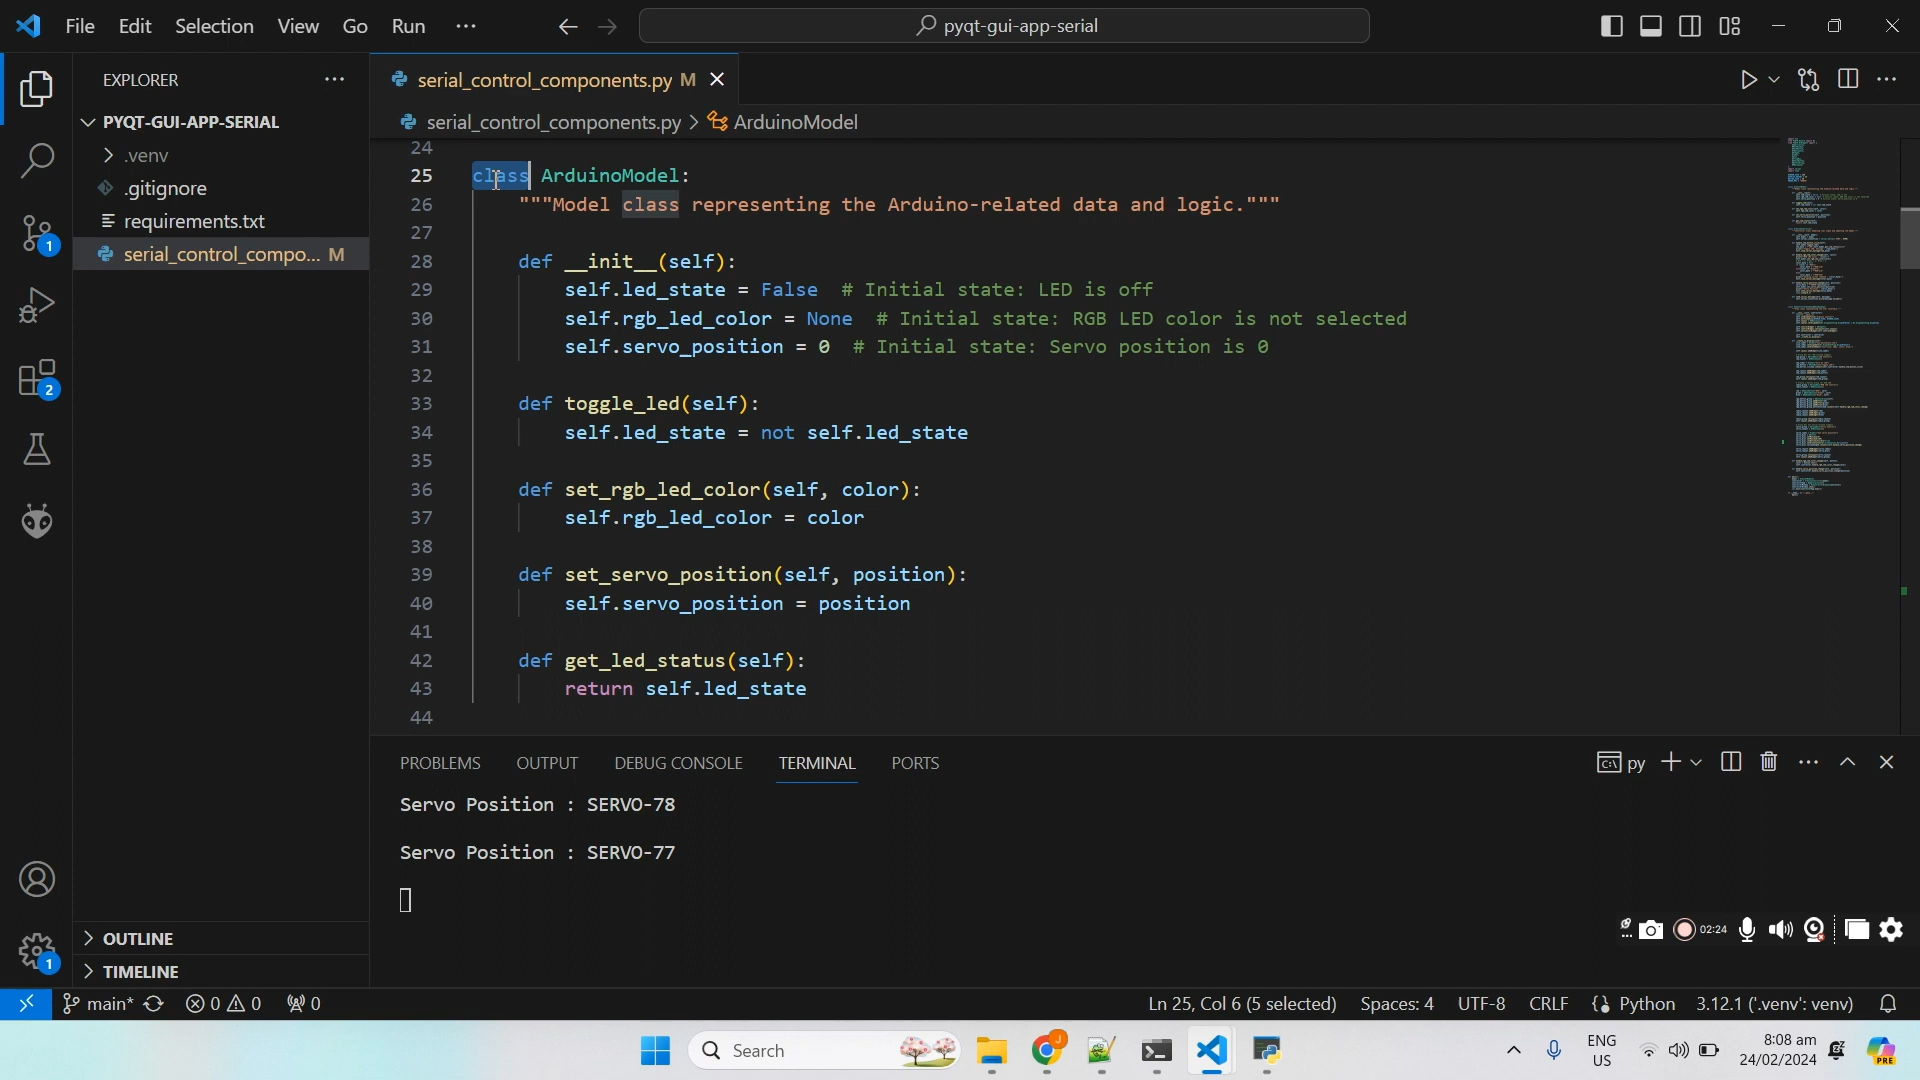 File Edit Selection View Go Run ···
pyqt-gui-app-serial
EXPLORER ···
PYQT-GUI-APP-SERIAL
.venv
.gitignore
requirements.txt
serial_control_compo... M
serial_control_components.py M
serial_control_components.py > ArduinoModel
24
25 class ArduinoModel:
26 """Model class representing the Arduino-related data and logic."""
27
28 def __init__(self):
29 self.led_state = False # Initial state: LED is off
30 self.rgb_led_color = None # Initial state: RGB LED color is not selected
31 self.servo_position = 0 # Initial state: Servo position is 0
32
33 def toggle_led(self):
34 self.led_state = not self.led_state
35
36 def set_rgb_led_color(self, color):
37 self.rgb_led_color = color
38
39 def set_servo_position(self, position):
40 self.servo_position = position
41
42 def get_led_status(self):
43 return self.led_state
44
1
2
1
PROBLEMS OUTPUT DEBUG CONSOLE TERMINAL PORTS
py
Servo Position : SERVO-78
Servo Position : SERVO-77
02:24
OUTLINE
TIMELINE
main* 0 0 0
Ln 25, Col 6 (5 selected) Spaces: 4 UTF-8 CRLF Python 3.12.1 ('.venv': venv)
Search
ENG
US
8:08 am
24/02/2024
PRE